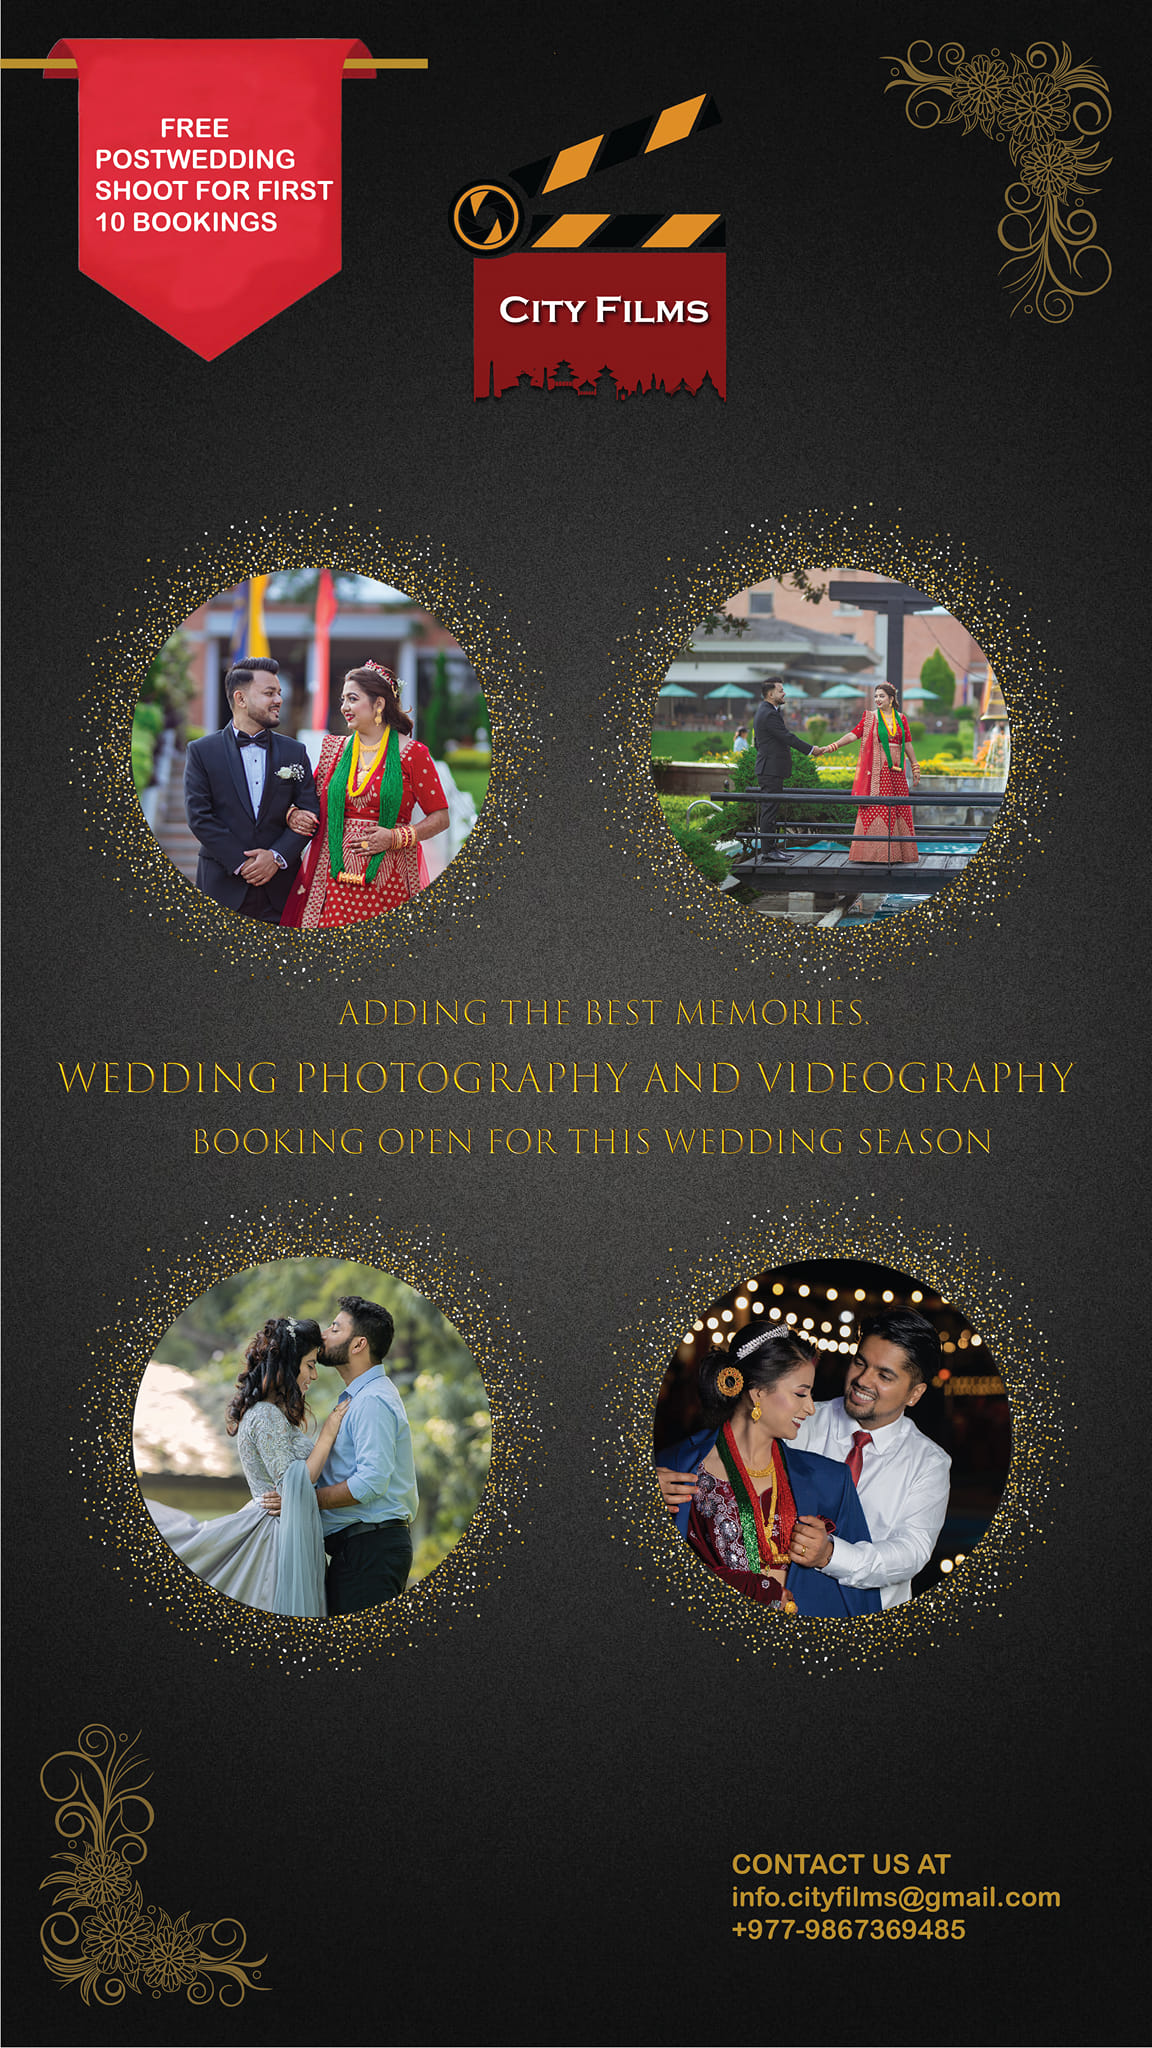 FREE
POSTWEDDING
SHOOT FOR FIRST
10 BOOKINGS
CITY FILMS
ADDING THE BEST MEMORIES.
WEDDING PHOTOGRAPHY AND VIDEOGRAPHY
BOOKING OPEN FOR THIS WEDDING SEASON
CONTACT US AT
info.cityfilms@gmail.com
+977-9867369485